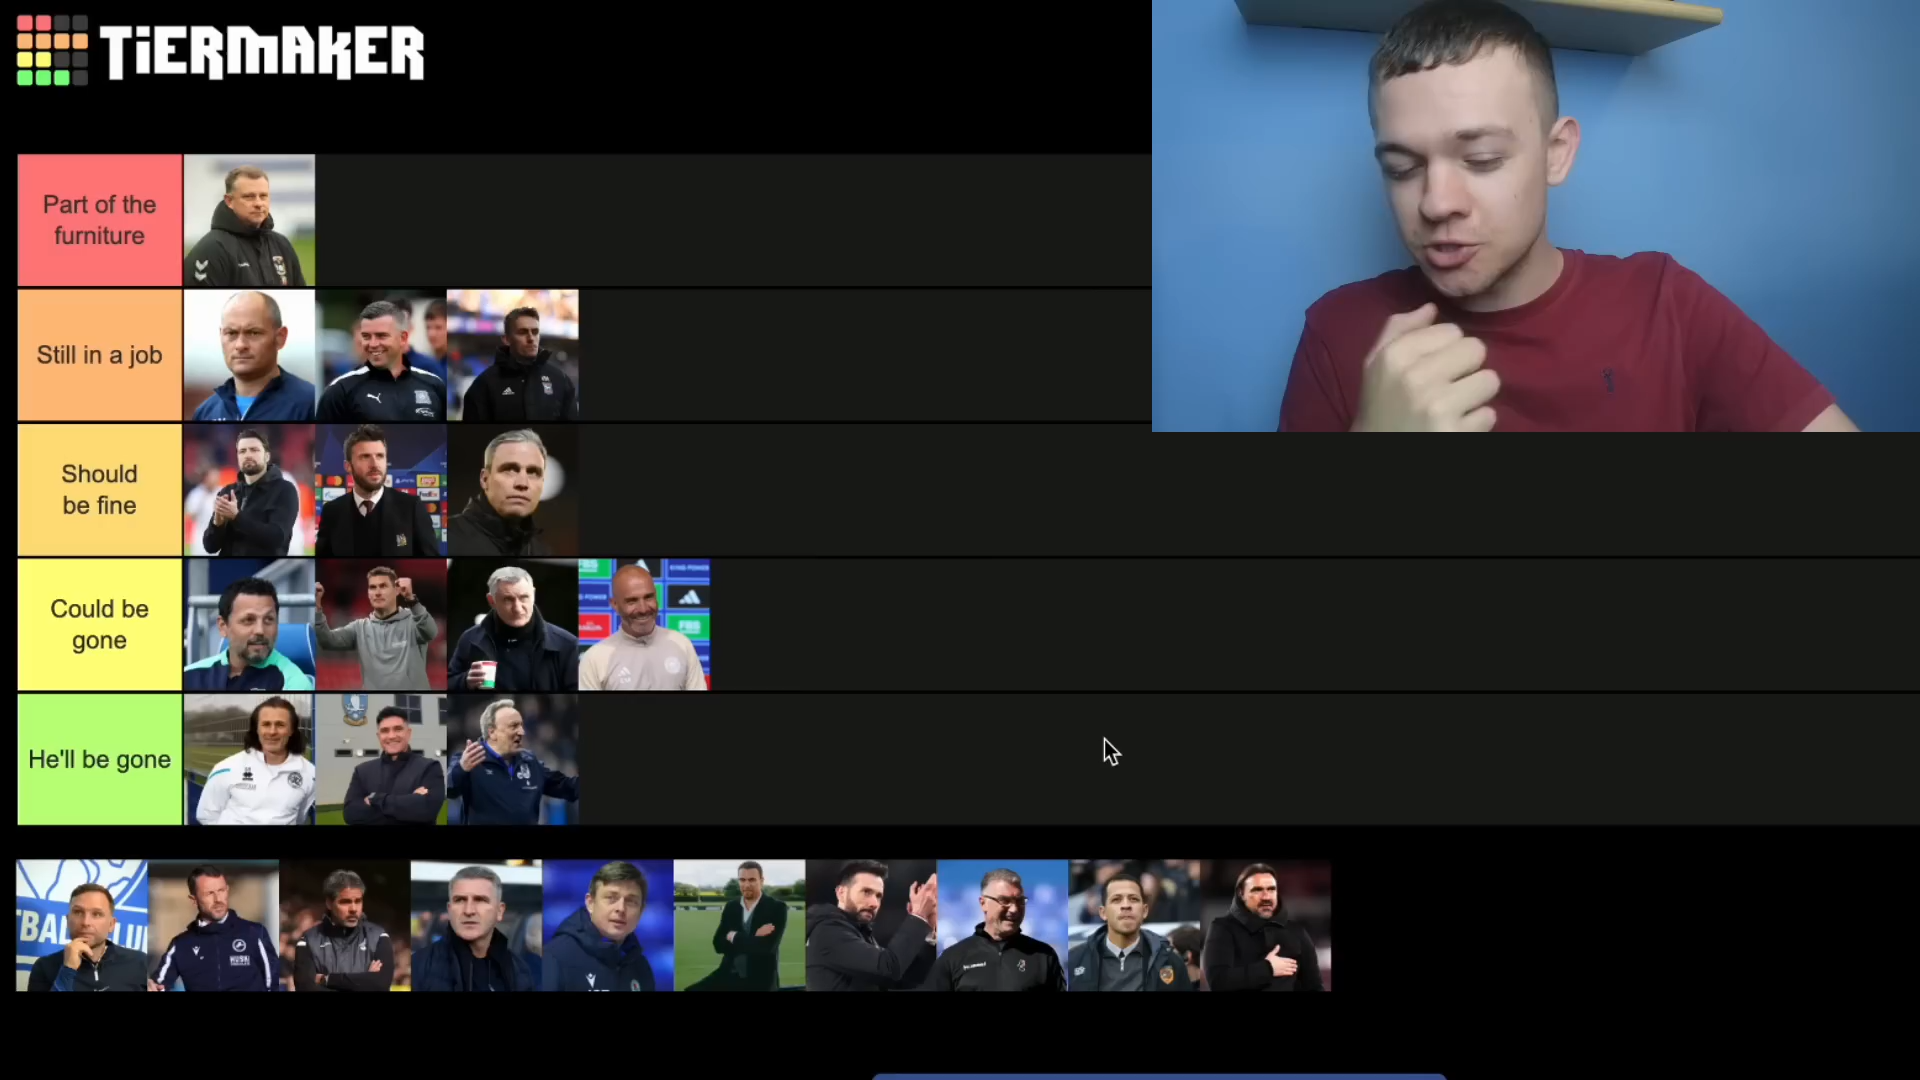 TiERMAKER
Part of the
furniture
Still in a job
Should
be fine
Could be
gone
He'll be gone